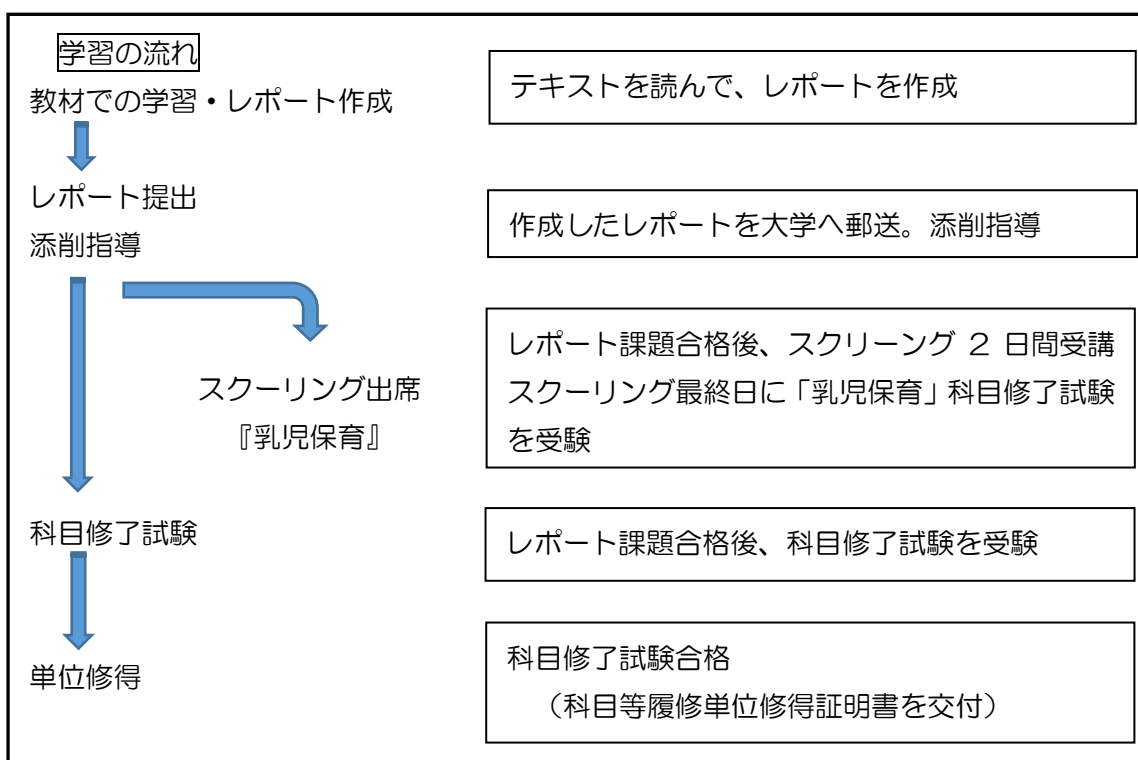 学習の流れ
教材での学習・レポート作成
テキストを読んで、レポートを作成
レポート提出
添削指導
作成したレポートを大学へ郵送。添削指導
スクーリング出席
『乳児保育』
レポート課題合格後、スクリーング 2 日間受講
スクーリング最終日に「乳児保育」科目修了試験
を受験
科目修了試験
レポート課題合格後、科目修了試験を受験
単位修得
科目修了試験合格
（科目等履修単位修得証明書を交付）